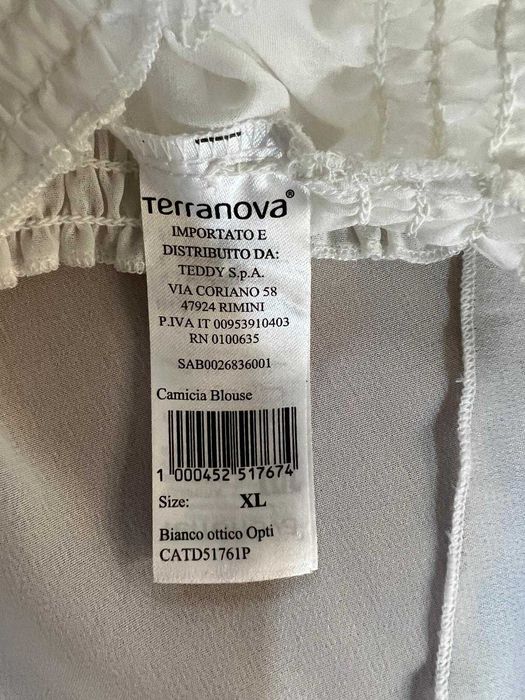 Terranova®
IMPORTATO E
DISTRIBUITO DA:
TEDDY S.p.A.
VIA CORIANO 58
47924 RIMINI
P.IVA IT 00953910403
RN 0100635
SAB0026836001
Camicia Blouse
1 000452 517674
Size: XL
Bianco ottico Opti
CATD51761P